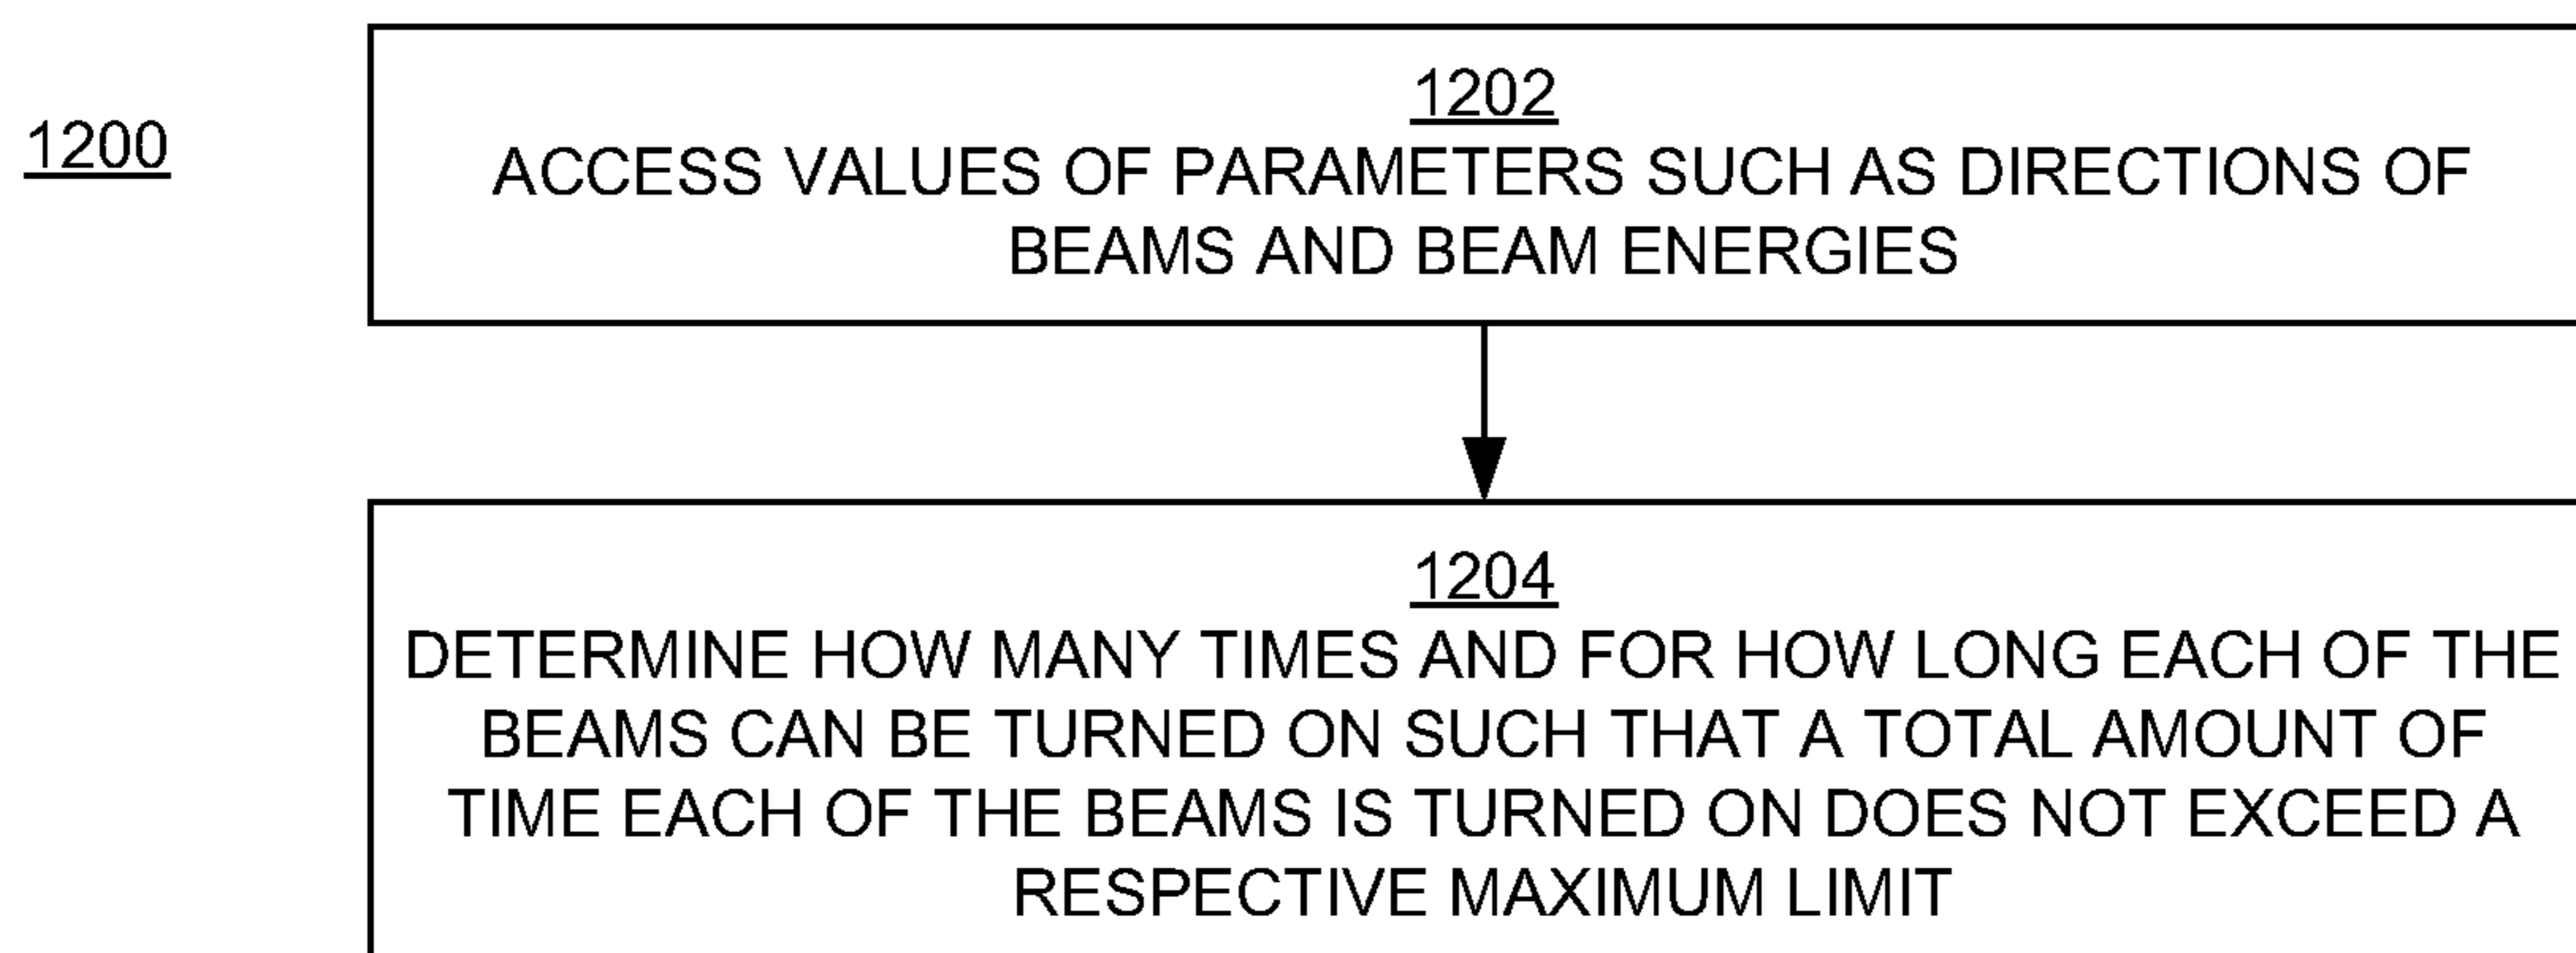 1200
1202
ACCESS VALUES OF PARAMETERS SUCH AS DIRECTIONS OF
BEAMS AND BEAM ENERGIES
1204
DETERMINE HOW MANY TIMES AND FOR HOW LONG EACH OF THE
BEAMS CAN BE TURNED ON SUCH THAT A TOTAL AMOUNT OF
TIME EACH OF THE BEAMS IS TURNED ON DOES NOT EXCEED A
RESPECTIVE MAXIMUM LIMIT